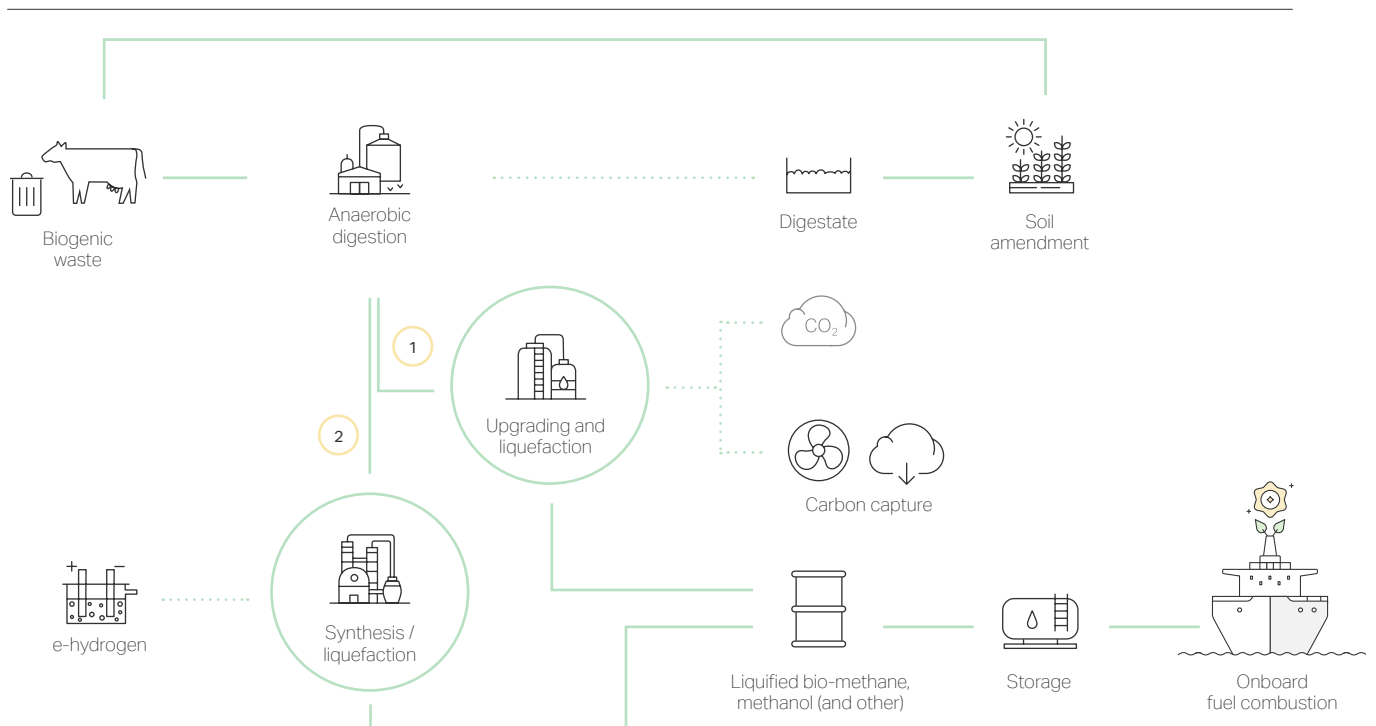 Biogenic
waste
Anaerobic
digestion
Digestate
Soil
amendment
1
CO₂
Upgrading and
liquefaction
2
Carbon capture
+ −
e-hydrogen
Synthesis /
liquefaction
Liquified bio-methane,
methanol (and other)
Storage
Onboard
fuel combustion